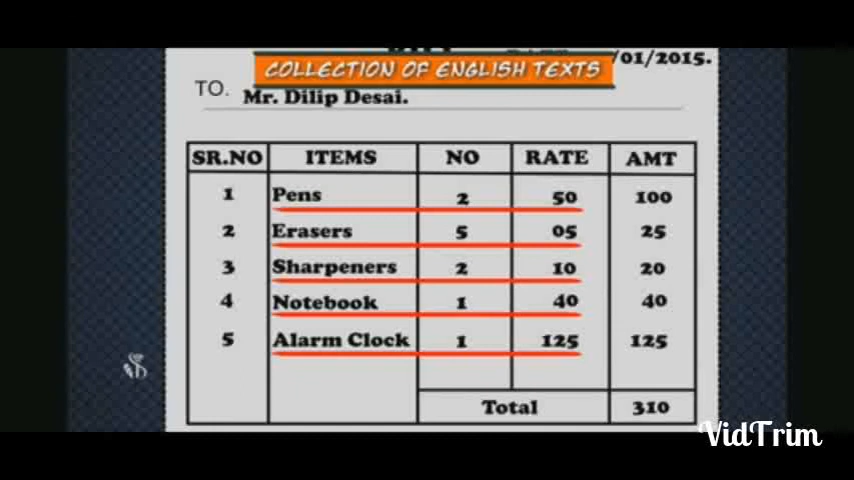 /01/2015.
COLLECTION OF ENGLISH TEXTS
TO. Mr. Dilip Desai.
SR.NO ITEMS NO RATE AMT
1 Pens 2 50 100
2 Erasers 5 05 25
3 Sharpeners 2 10 20
4 Notebook 1 40 40
5 Alarm Clock 1 125 125
Total 310
VidTrim